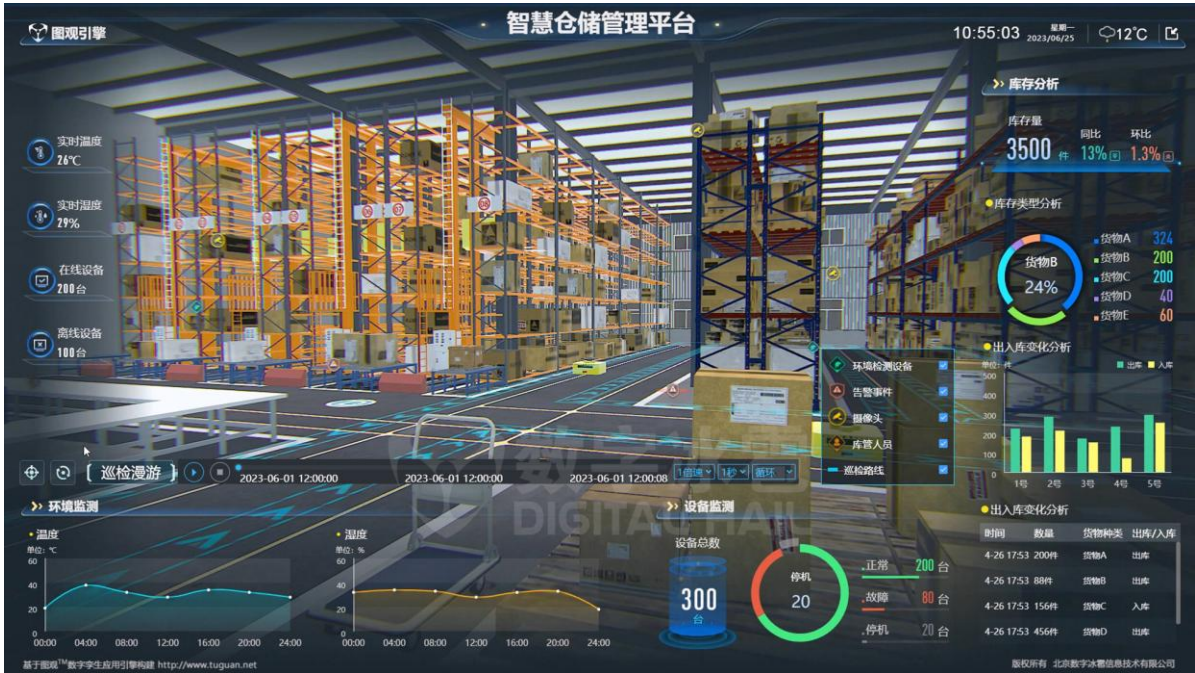 图观引擎
智慧仓储管理平台
10:55:03
星期一
2023/06/25
12℃
实时温度
26℃
实时湿度
29%
在线设备
200台
离线设备
100台
03
04
05
06
07
08
库存分析
库存量
3500 件
同比
13%
环比
1.3%
库存类型分析
货物B
24%
货物A 324
货物B 200
货物C 200
货物D 40
货物E 60
出入库变化分析
单位: 件
出库 入库
500
400
300
200
100
0
1号 2号 3号 4号 5号
环境检测设备
告警事件
摄像头
库管人员
巡检路线
巡检漫游
2023-06-01 12:00:00
2023-06-01 12:00:00
2023-06-01 12:00:08
1倍速 1秒 循环
环境监测
温度
单位: ℃
60
40
20
0
00:00 04:00 08:00 12:00 16:00 20:00 24:00
湿度
单位: %
60
40
20
0
00:00 04:00 08:00 12:00 16:00 20:00 24:00
设备监测
设备总数
300
台
停机
20
正常 200 台
故障 80 台
停机 20 台
出入库变化分析
时间 数量 货物种类 出库/入库
4-26 17:53 200件 货物A 出库
4-26 17:53 88件 货物B 出库
4-26 17:53 156件 货物C 入库
4-26 17:53 456件 货物D 出库
数字冰雹
DIGITAL HAIL
基于图观™数字孪生应用引擎构建 http://www.tuguan.net
版权所有 北京数字冰雹信息技术有限公司